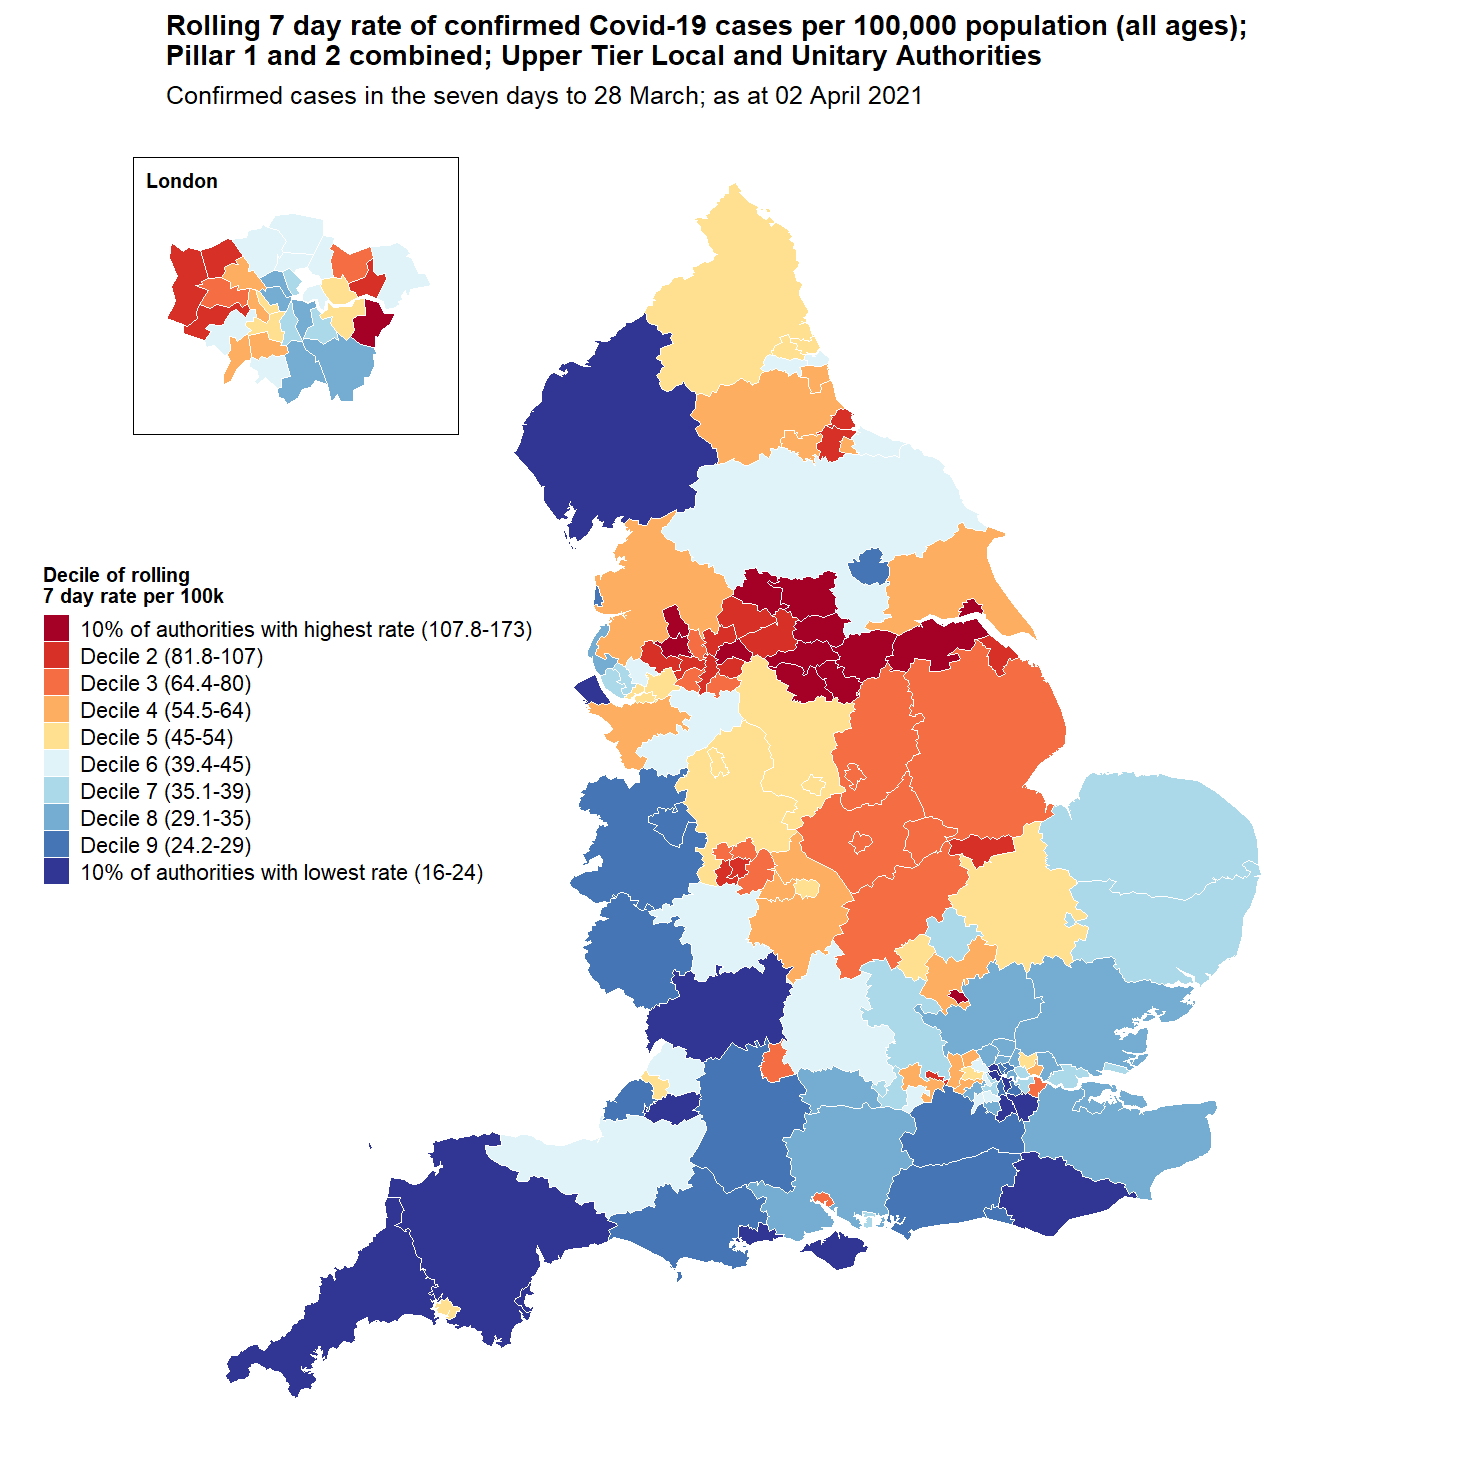 Rolling 7 day rate of confirmed Covid-19 cases per 100,000 population (all ages);
Pillar 1 and 2 combined; Upper Tier Local and Unitary Authorities
Confirmed cases in the seven days to 28 March; as at 02 April 2021
London
Decile of rolling
7 day rate per 100k
10% of authorities with highest rate (107.8-173)
Decile 2 (81.8-107)
Decile 3 (64.4-80)
Decile 4 (54.5-64)
Decile 5 (45-54)
Decile 6 (39.4-45)
Decile 7 (35.1-39)
Decile 8 (29.1-35)
Decile 9 (24.2-29)
10% of authorities with lowest rate (16-24)